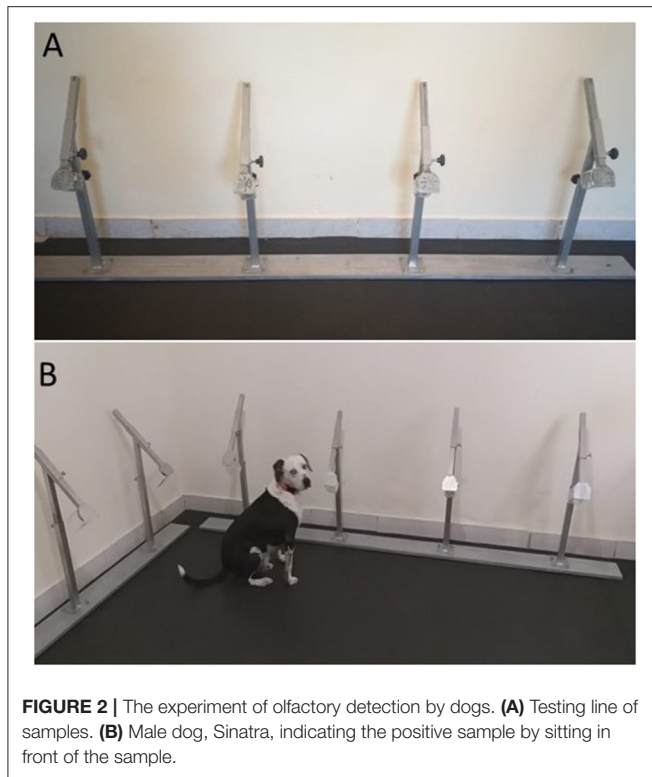 A
B
FIGURE 2 | The experiment of olfactory detection by dogs. (A) Testing line of
samples. (B) Male dog, Sinatra, indicating the positive sample by sitting in
front of the sample.